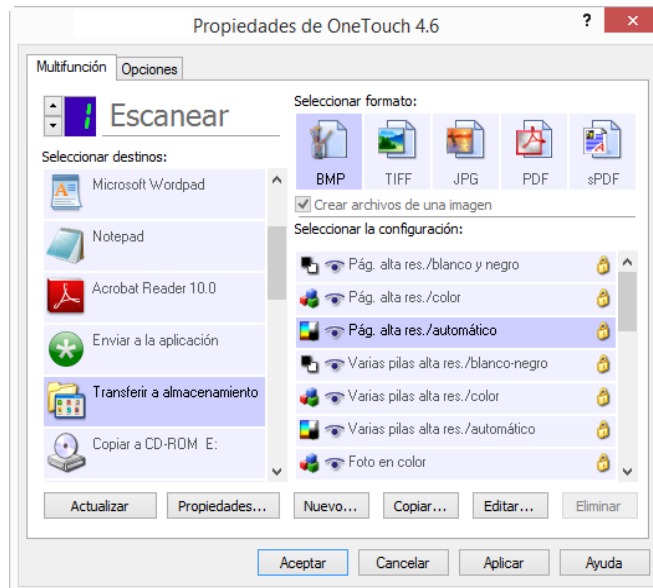 Propiedades de OneTouch 4.6
? ×
Multifunción Opciones
1 Escanear
Seleccionar destinos:
Microsoft Wordpad
Notepad
Acrobat Reader 10.0
Enviar a la aplicación
Transferir a almacenamiento
Copiar a CD-ROM E:
Seleccionar formato:
BMP TIFF JPG PDF sPDF
Crear archivos de una imagen
Seleccionar la configuración:
Pág. alta res./blanco y negro
Pág. alta res./color
Pág. alta res./automático
Varias pilas alta res./blanco-negro
Varias pilas alta res./color
Varias pilas alta res./automático
Foto en color
Actualizar Propiedades... Nuevo... Copiar... Editar... Eliminar
Aceptar Cancelar Aplicar Ayuda